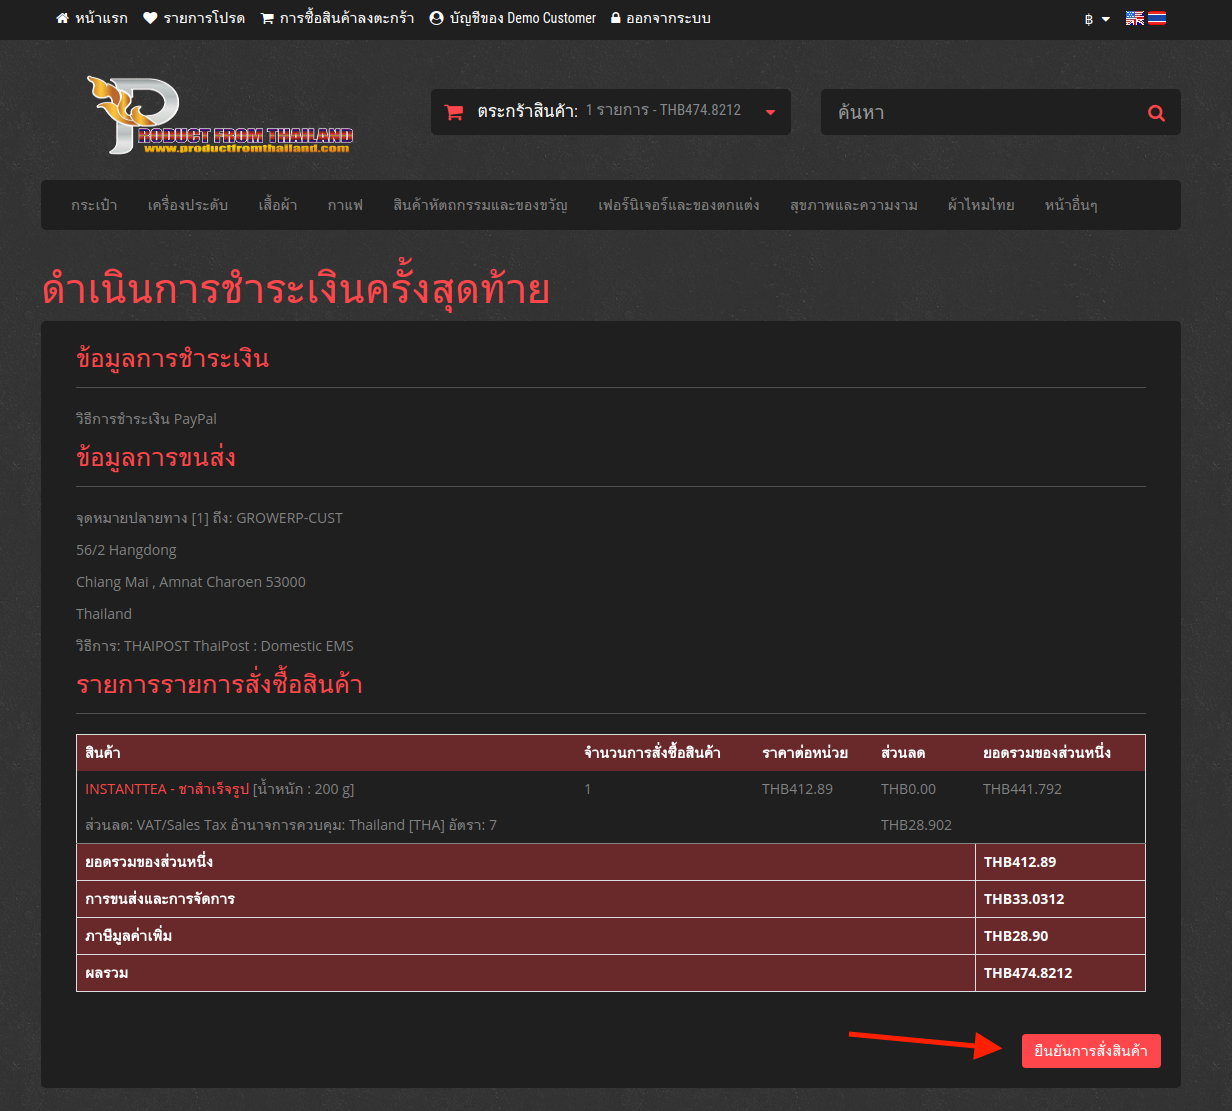 หน้าแรก รายการโปรด การซื้อสินค้าลงตะกร้า บัญชีของ Demo Customer ออกจากระบบ ฿
PRODUCT FROM THAILAND
www.productfromthailand.com
ตระกร้าสินค้า: 1 รายการ - THB474.8212
ค้นหา
กระเป๋า เครื่องประดับ เสื้อผ้า กาแฟ สินค้าหัตถกรรมและของขวัญ เฟอร์นิเจอร์และของตกแต่ง สุขภาพและความงาม ผ้าไหมไทย หน้าอื่นๆ
ดำเนินการชำระเงินครั้งสุดท้าย
ข้อมูลการชำระเงิน
วิธีการชำระเงิน PayPal
ข้อมูลการขนส่ง
จุดหมายปลายทาง [1] ถึง: GROWERP-CUST
56/2 Hangdong
Chiang Mai , Amnat Charoen 53000
Thailand
วิธีการ: THAIPOST ThaiPost : Domestic EMS
รายการรายการสั่งซื้อสินค้า
สินค้า จำนวนการสั่งซื้อสินค้า ราคาต่อหน่วย ส่วนลด ยอดรวมของส่วนหนึ่ง
INSTANTTEA - ชาสำเร็จรูป [น้ำหนัก : 200 g] 1 THB412.89 THB0.00 THB441.792
ส่วนลด: VAT/Sales Tax อำนาจการควบคุม: Thailand [THA] อัตรา: 7 THB28.902
ยอดรวมของส่วนหนึ่ง THB412.89
การขนส่งและการจัดการ THB33.0312
ภาษีมูลค่าเพิ่ม THB28.90
ผลรวม THB474.8212
ยืนยันการสั่งสินค้า